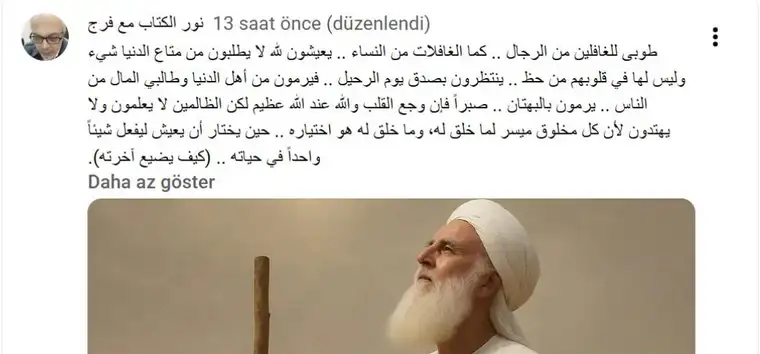 نور الكتاب مع فرج 13 saat önce (düzenlendi)
طوبى للغافلين من الرجال .. كما الغافلات من النساء .. يعيشون لله لا يطلبون من متاع الدنيا شيء
وليس لها في قلوبهم من حظ .. ينتظرون بصدق يوم الرحيل .. فيرمون من أهل الدنيا وطالبي المال من
الناس .. يرمون بالبهتان .. صبراً فإن وجع القلب والله عند الله عظيم لكن الظالمين لا يعلمون ولا
يهتدون لأن كل مخلوق ميسر لما خلق له، وما خلق له هو اختياره .. حين يختار أن يعيش ليفعل شيئاً
واحداً في حياته .. (كيف يضيع آخرته).
Daha az göster